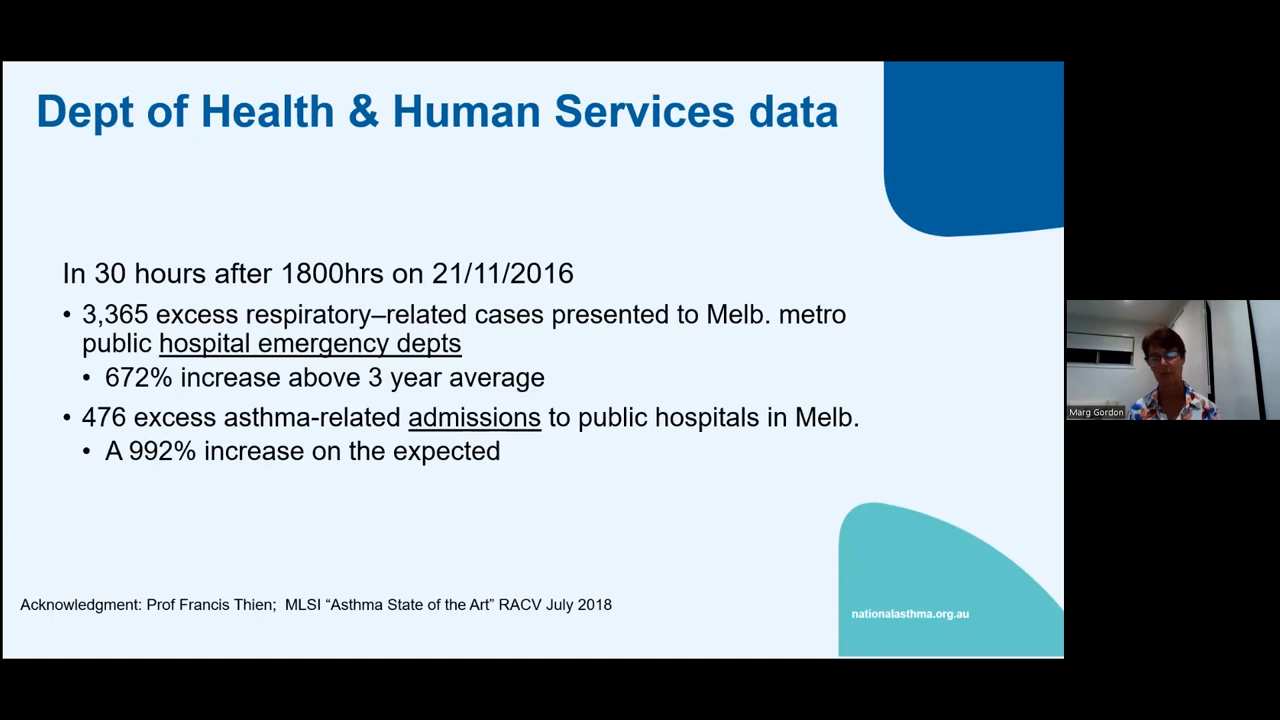 Dept of Health & Human Services data
In 30 hours after 1800hrs on 21/11/2016
• 3,365 excess respiratory–related cases presented to Melb. metro
public hospital emergency depts
• 672% increase above 3 year average
• 476 excess asthma-related admissions to public hospitals in Melb.
• A 992% increase on the expected
Acknowledgment: Prof Francis Thien; MLSI “Asthma State of the Art” RACV July 2018
nationalasthma.org.au
Marg Gordon